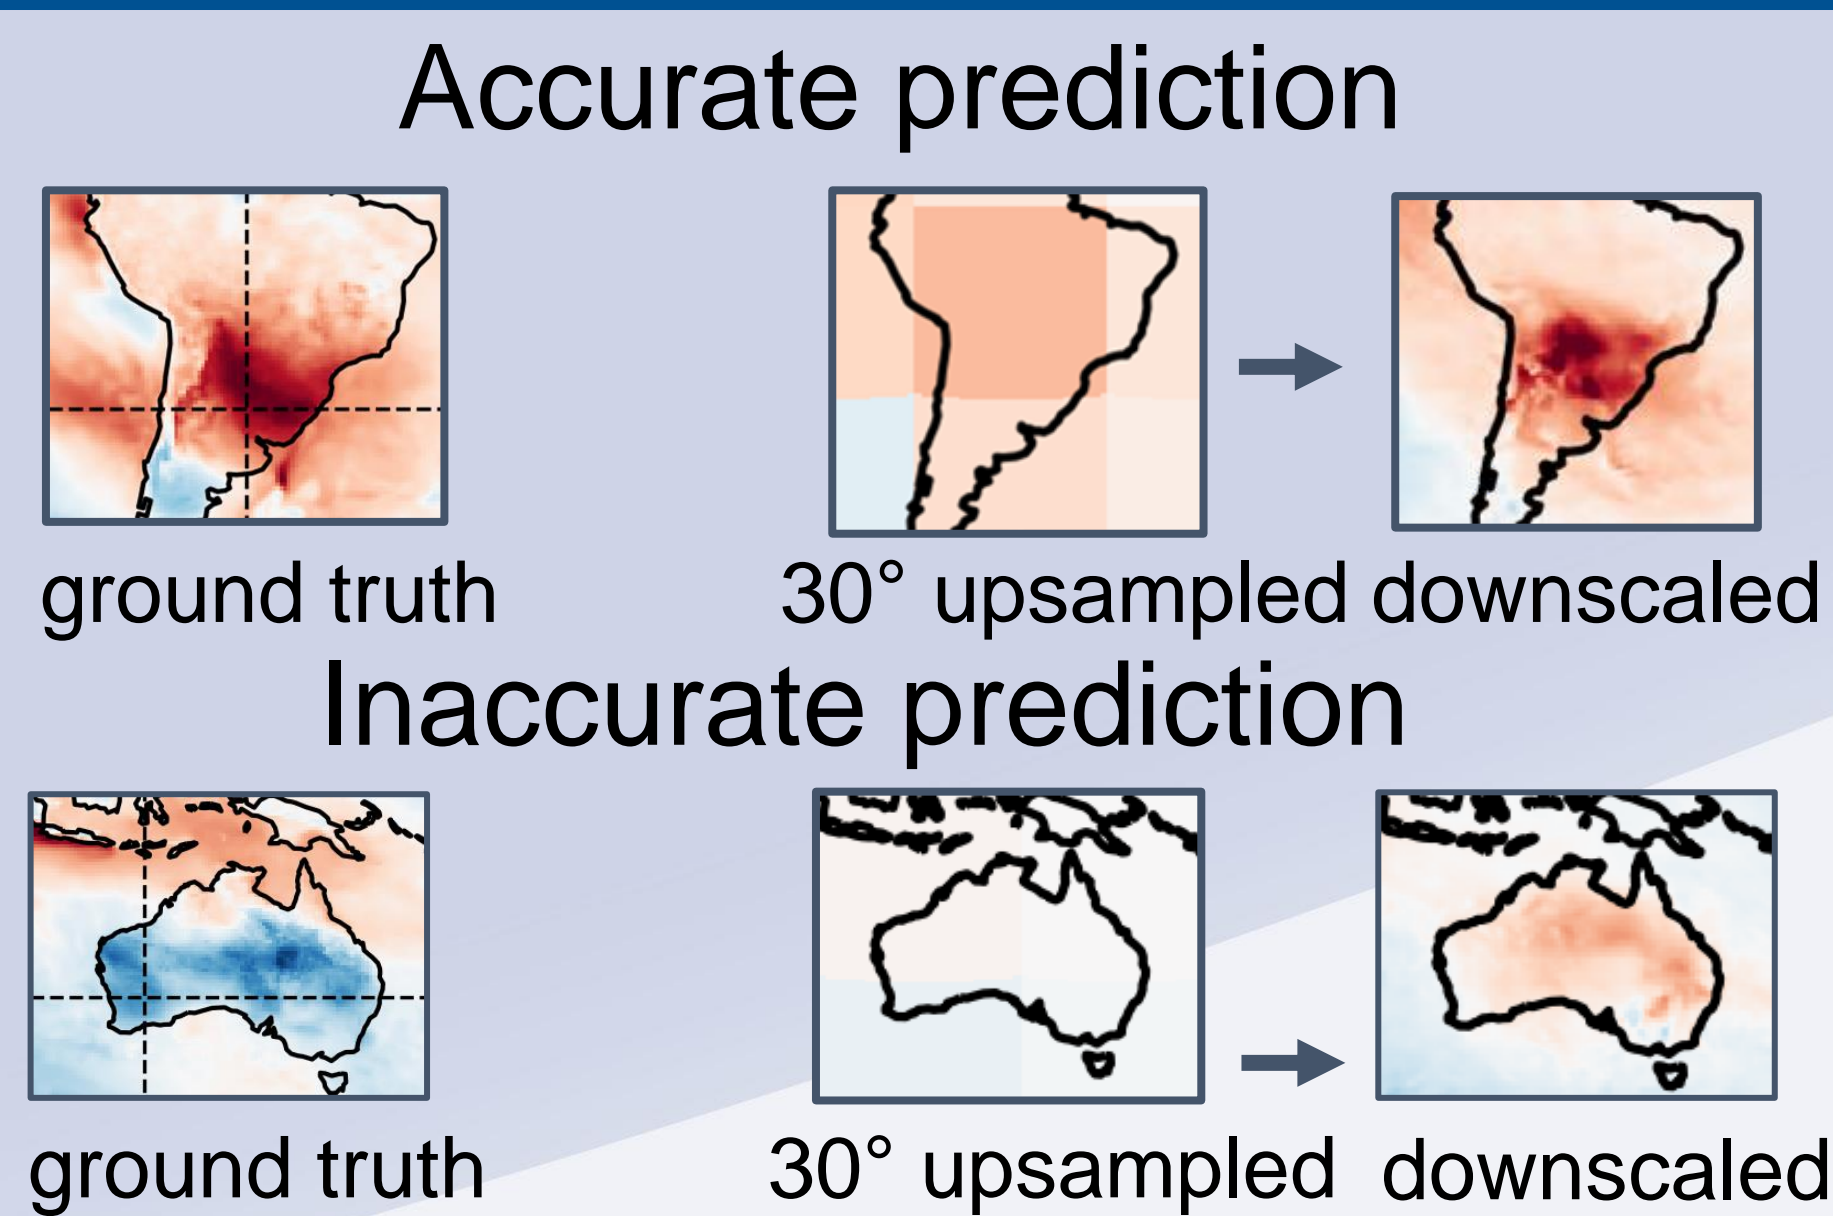 Accurate prediction
ground truth
30° upsampled
downscaled
Inaccurate prediction
ground truth
30° upsampled
downscaled